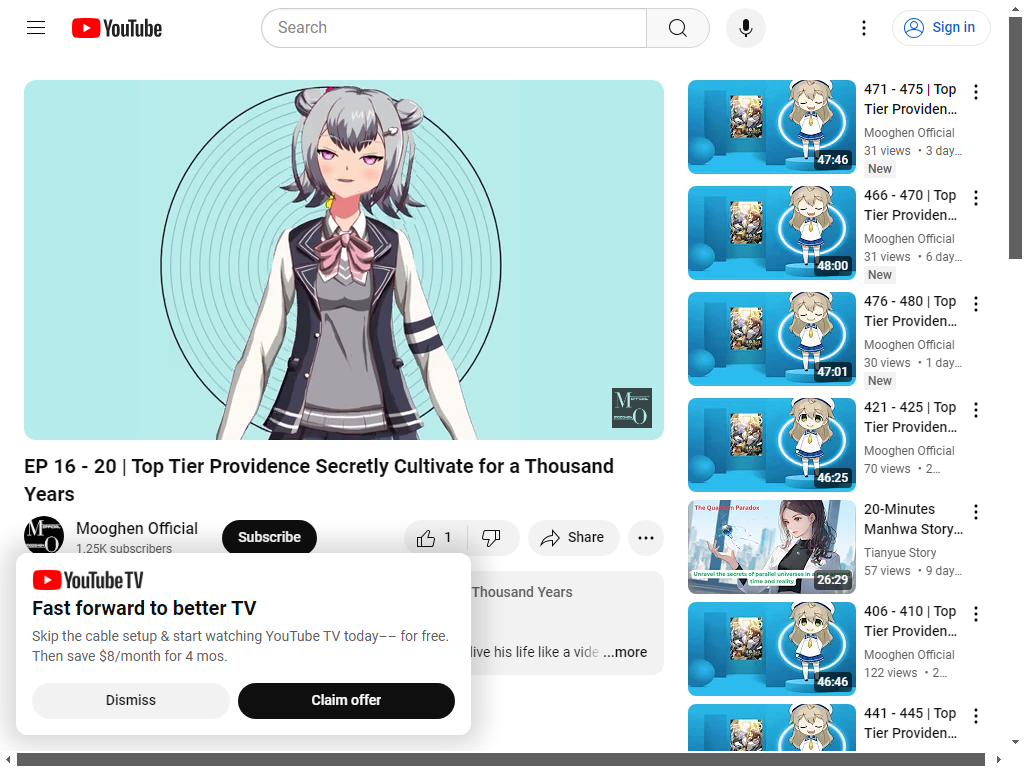 YouTube
Search
Sign in
EP 16 - 20 | Top Tier Providence Secretly Cultivate for a Thousand
Years
Mooghen Official
1.25K subscribers
Subscribe
1
Share
Thousand Years
live his life like a vide ...more
YouTube TV
Fast forward to better TV
Skip the cable setup & start watching YouTube TV today–– for free.
Then save $8/month for 4 mos.
Dismiss
Claim offer
47:46
471 - 475 | Top
Tier Providen...
Mooghen Official
31 views • 3 day...
New
48:00
466 - 470 | Top
Tier Providen...
Mooghen Official
31 views • 6 day...
New
47:01
476 - 480 | Top
Tier Providen...
Mooghen Official
30 views • 1 day...
New
46:25
421 - 425 | Top
Tier Providen...
Mooghen Official
70 views • 2...
The Quantum Paradox
Unravel the secrets of parallel universes in a
time and reality
26:29
20-Minutes
Manhwa Story...
Tianyue Story
57 views • 9 day...
46:46
406 - 410 | Top
Tier Providen...
Mooghen Official
122 views • 2...
441 - 445 | Top
Tier Providen...